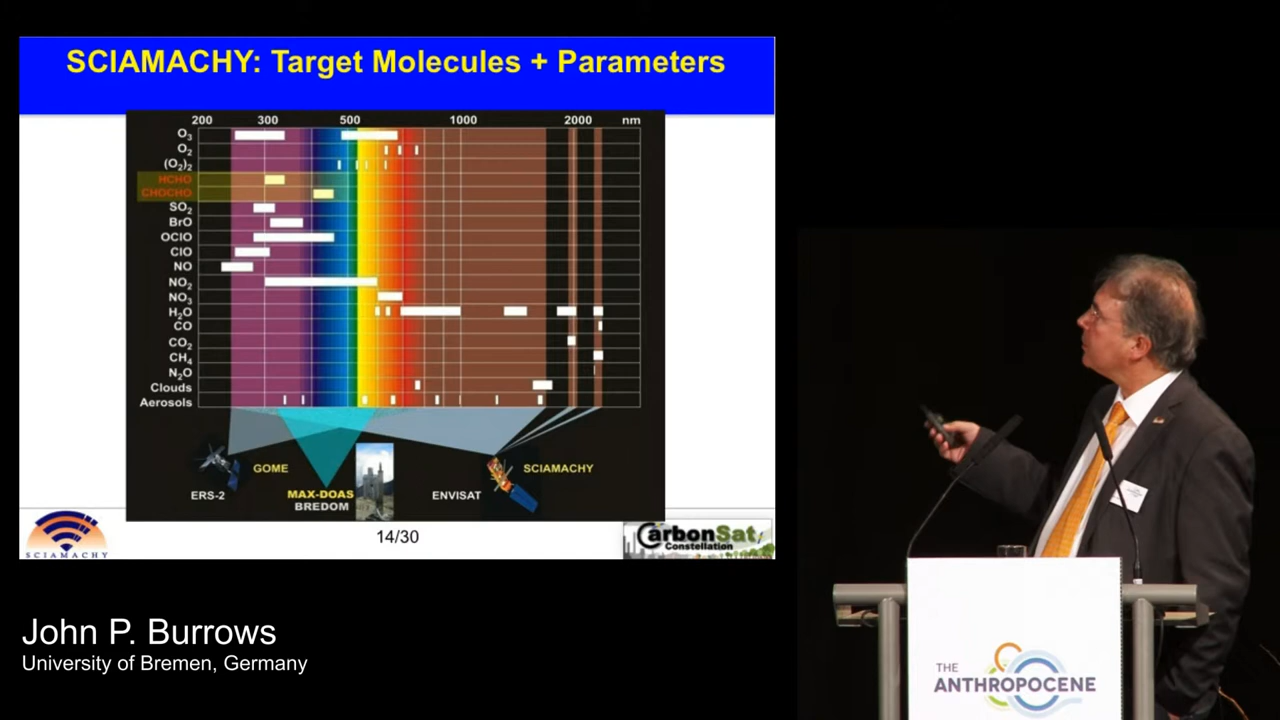 SCIAMACHY: Target Molecules + Parameters
200 300 500 1000 2000 nm
O3
O2
(O2)2
HCHO
CHOCHO
SO2
BrO
OClO
ClO
NO
NO2
NO3
H2O
CO
CO2
CH4
N2O
Clouds
Aerosols
GOME
SCIAMACHY
ERS-2
MAX-DOAS
BREDOM
ENVISAT
SCIAMACHY
14/30
CarbonSat
Constellation
John P. Burrows
University of Bremen, Germany
THE
ANTHROPOCENE